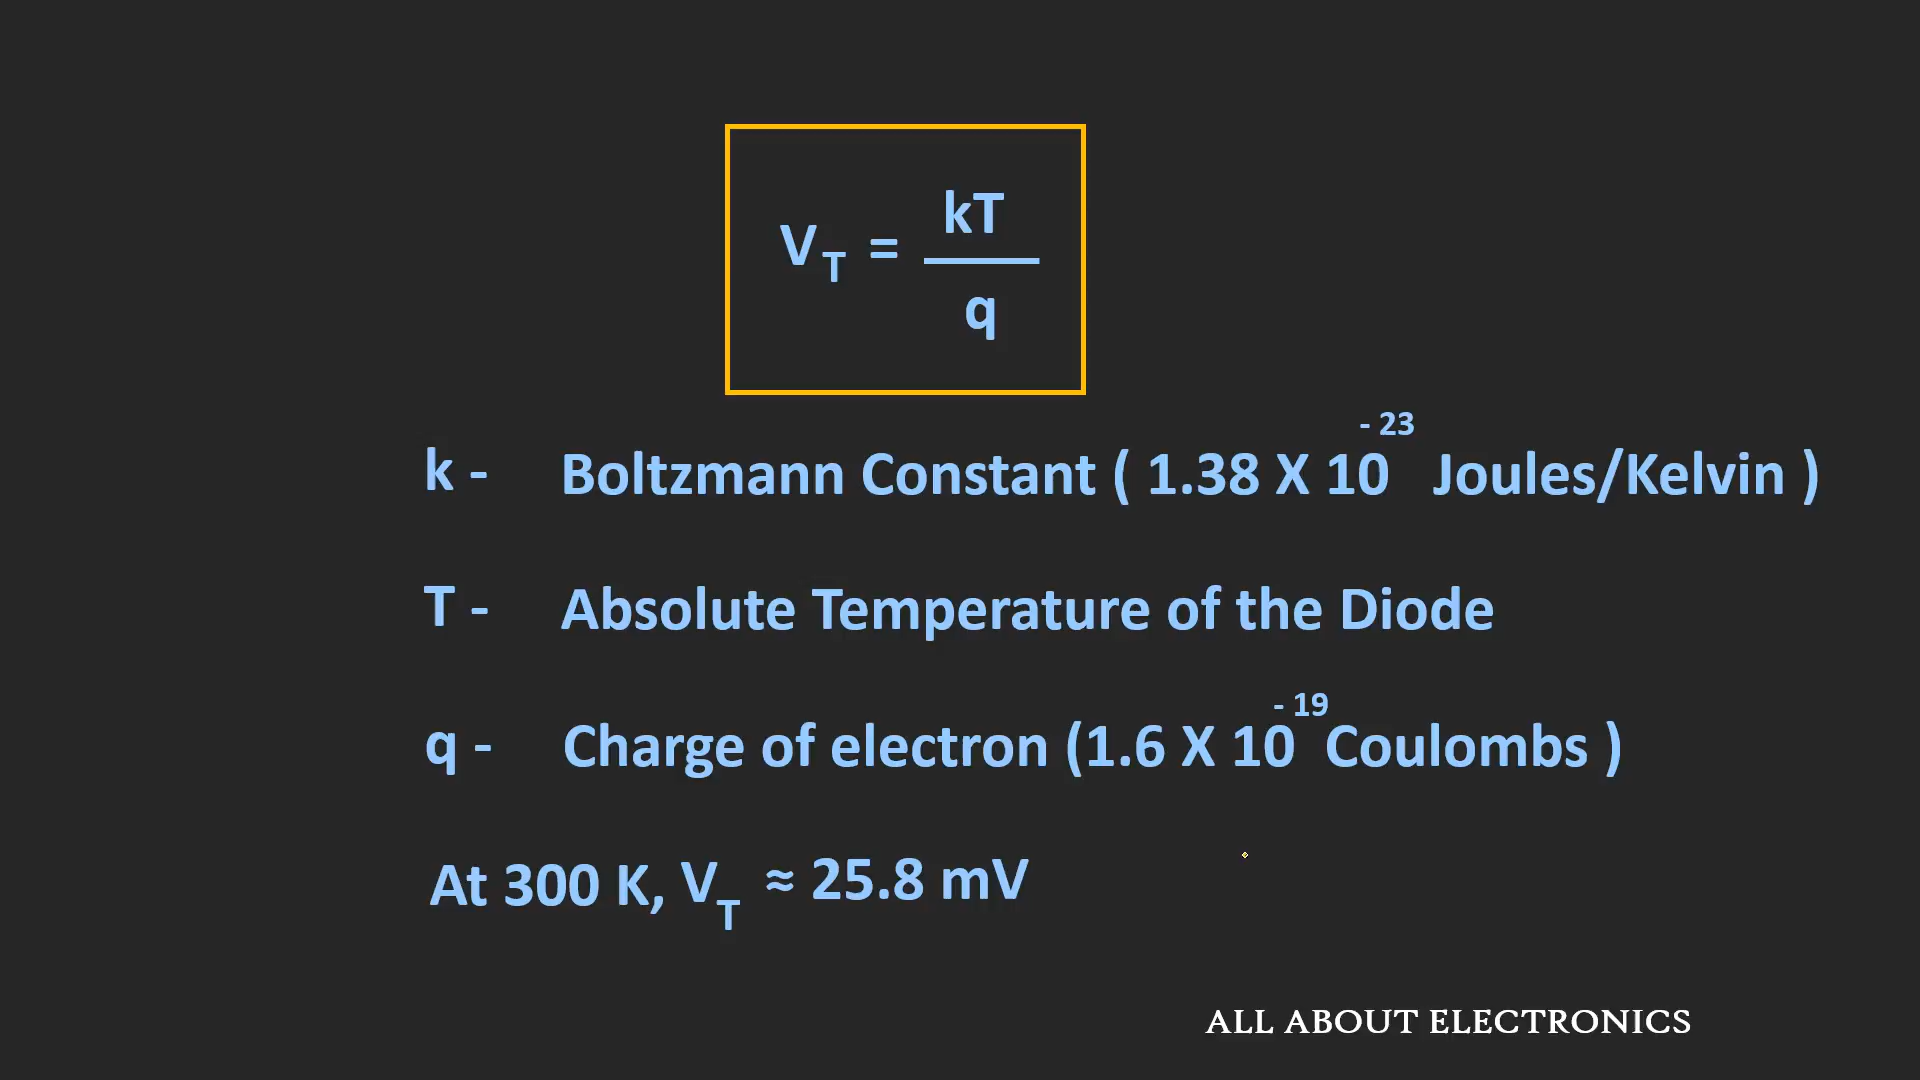 V_T = kT / q
k - Boltzmann Constant ( 1.38 X 10^-23 Joules/Kelvin )
T - Absolute Temperature of the Diode
q - Charge of electron (1.6 X 10^-19 Coulombs )
At 300 K, V_T ≈ 25.8 mV
ALL ABOUT ELECTRONICS